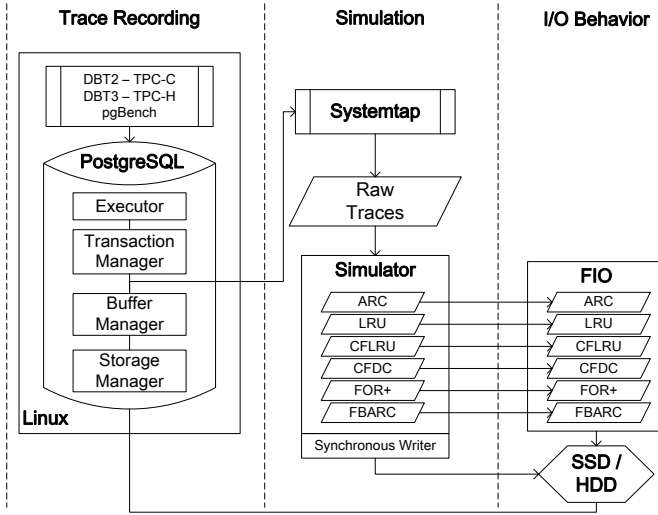 Trace Recording
Simulation
I/O Behavior
DBT2 – TPC-C
DBT3 – TPC-H
pgBench
PostgreSQL
Executor
Transaction
Manager
Buffer
Manager
Storage
Manager
Linux
Systemtap
Raw
Traces
Simulator
ARC
LRU
CFLRU
CFDC
FOR+
FBARC
Synchronous Writer
FIO
ARC
LRU
CFLRU
CFDC
FOR+
FBARC
SSD /
HDD